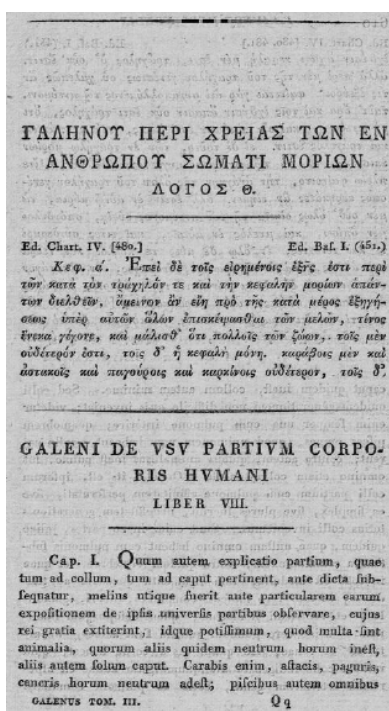 ΓΑΛΗΝΟΥ ΠΕΡΙ ΧΡΕΙΑΣ ΤΩΝ ΕΝ
ΑΝΘΡΩΠΟΥ ΣΩΜΑΤΙ ΜΟΡΙΩΝ
ΛΟΓΟΣ Θ.
Ed. Chart. IV. [480.] Ed. Baſ. I. (451.)
Κεφ. ά. Ἐπεὶ δὲ τοῖς εἰρημένοις ἑξῆς ἐστι περὶ
τῶν κατὰ τὸν τράχηλόν τε καὶ τὴν κεφαλὴν μορίων ἁπάν-
των διελθεῖν, ἄμεινον ἂν εἴη πρὸ τῆς κατὰ μέρος ἐξηγή-
σεως ὑπὲρ αὐτῶν ὅλων ἐπισκέψασθαι τῶν μελῶν, τίνος
ἕνεκα γέγονε, καὶ μάλισθ' ὅτι πολλοῖς τῶν ζώων, τοῖς μὲν
οὐδέτερόν ἐστι, τοῖς δ' ἡ κεφαλὴ μόνη. καράβοις μὲν καὶ
ἀστακοῖς καὶ παγούροις καὶ καρκίνοις οὐδέτερον, τοῖς δ'
GALENI DE VSV PARTIVM CORPO-
RIS HVMANI
LIBER VIII.
Cap. I. Quum autem explicatio partium, quae
tum ad collum, tum ad caput pertinent, ante dicta ſub-
ſequatur, melius utique fuerit ante particularem earum
expoſitionem de ipſis univerſis partibus obſervare, cujus
rei gratia extiterint, idque potiſſimum, quod multa ſint
animalia, quorum aliis quidem neutrum horum ineſt,
aliis autem ſolum caput. Carabis enim, aſtacis, paguris,
cancris horum neutrum adeſt; piſcibus autem omnibus
GALENUS TOM. III. Qq